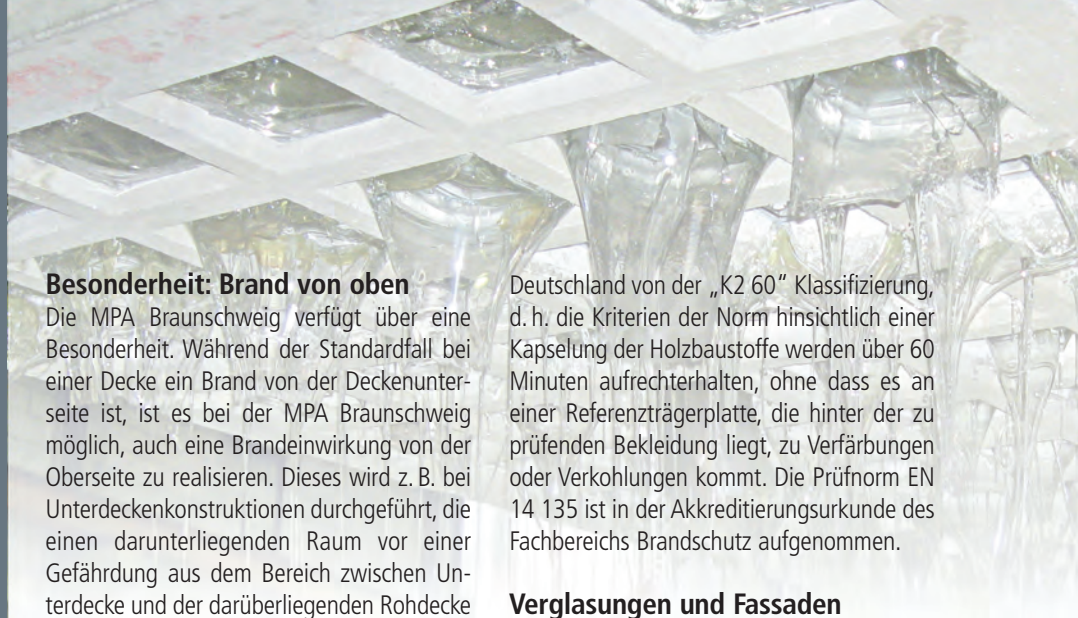 Besonderheit: Brand von oben
Die MPA Braunschweig verfügt über eine
Besonderheit. Während der Standardfall bei
einer Decke ein Brand von der Deckenunter-
seite ist, ist es bei der MPA Braunschweig
möglich, auch eine Brandeinwirkung von der
Oberseite zu realisieren. Dieses wird z. B. bei
Unterdeckenkonstruktionen durchgeführt, die
einen darunterliegenden Raum vor einer
Gefährdung aus dem Bereich zwischen Un-
terdecke und der darüberliegenden Rohdecke
Deutschland von der „K2 60“ Klassifizierung,
d. h. die Kriterien der Norm hinsichtlich einer
Kapselung der Holzbaustoffe werden über 60
Minuten aufrechterhalten, ohne dass es an
einer Referenzträgerplatte, die hinter der zu
prüfenden Bekleidung liegt, zu Verfärbungen
oder Verkohlungen kommt. Die Prüfnorm EN
14 135 ist in der Akkreditierungsurkunde des
Fachbereichs Brandschutz aufgenommen.
Verglasungen und Fassaden